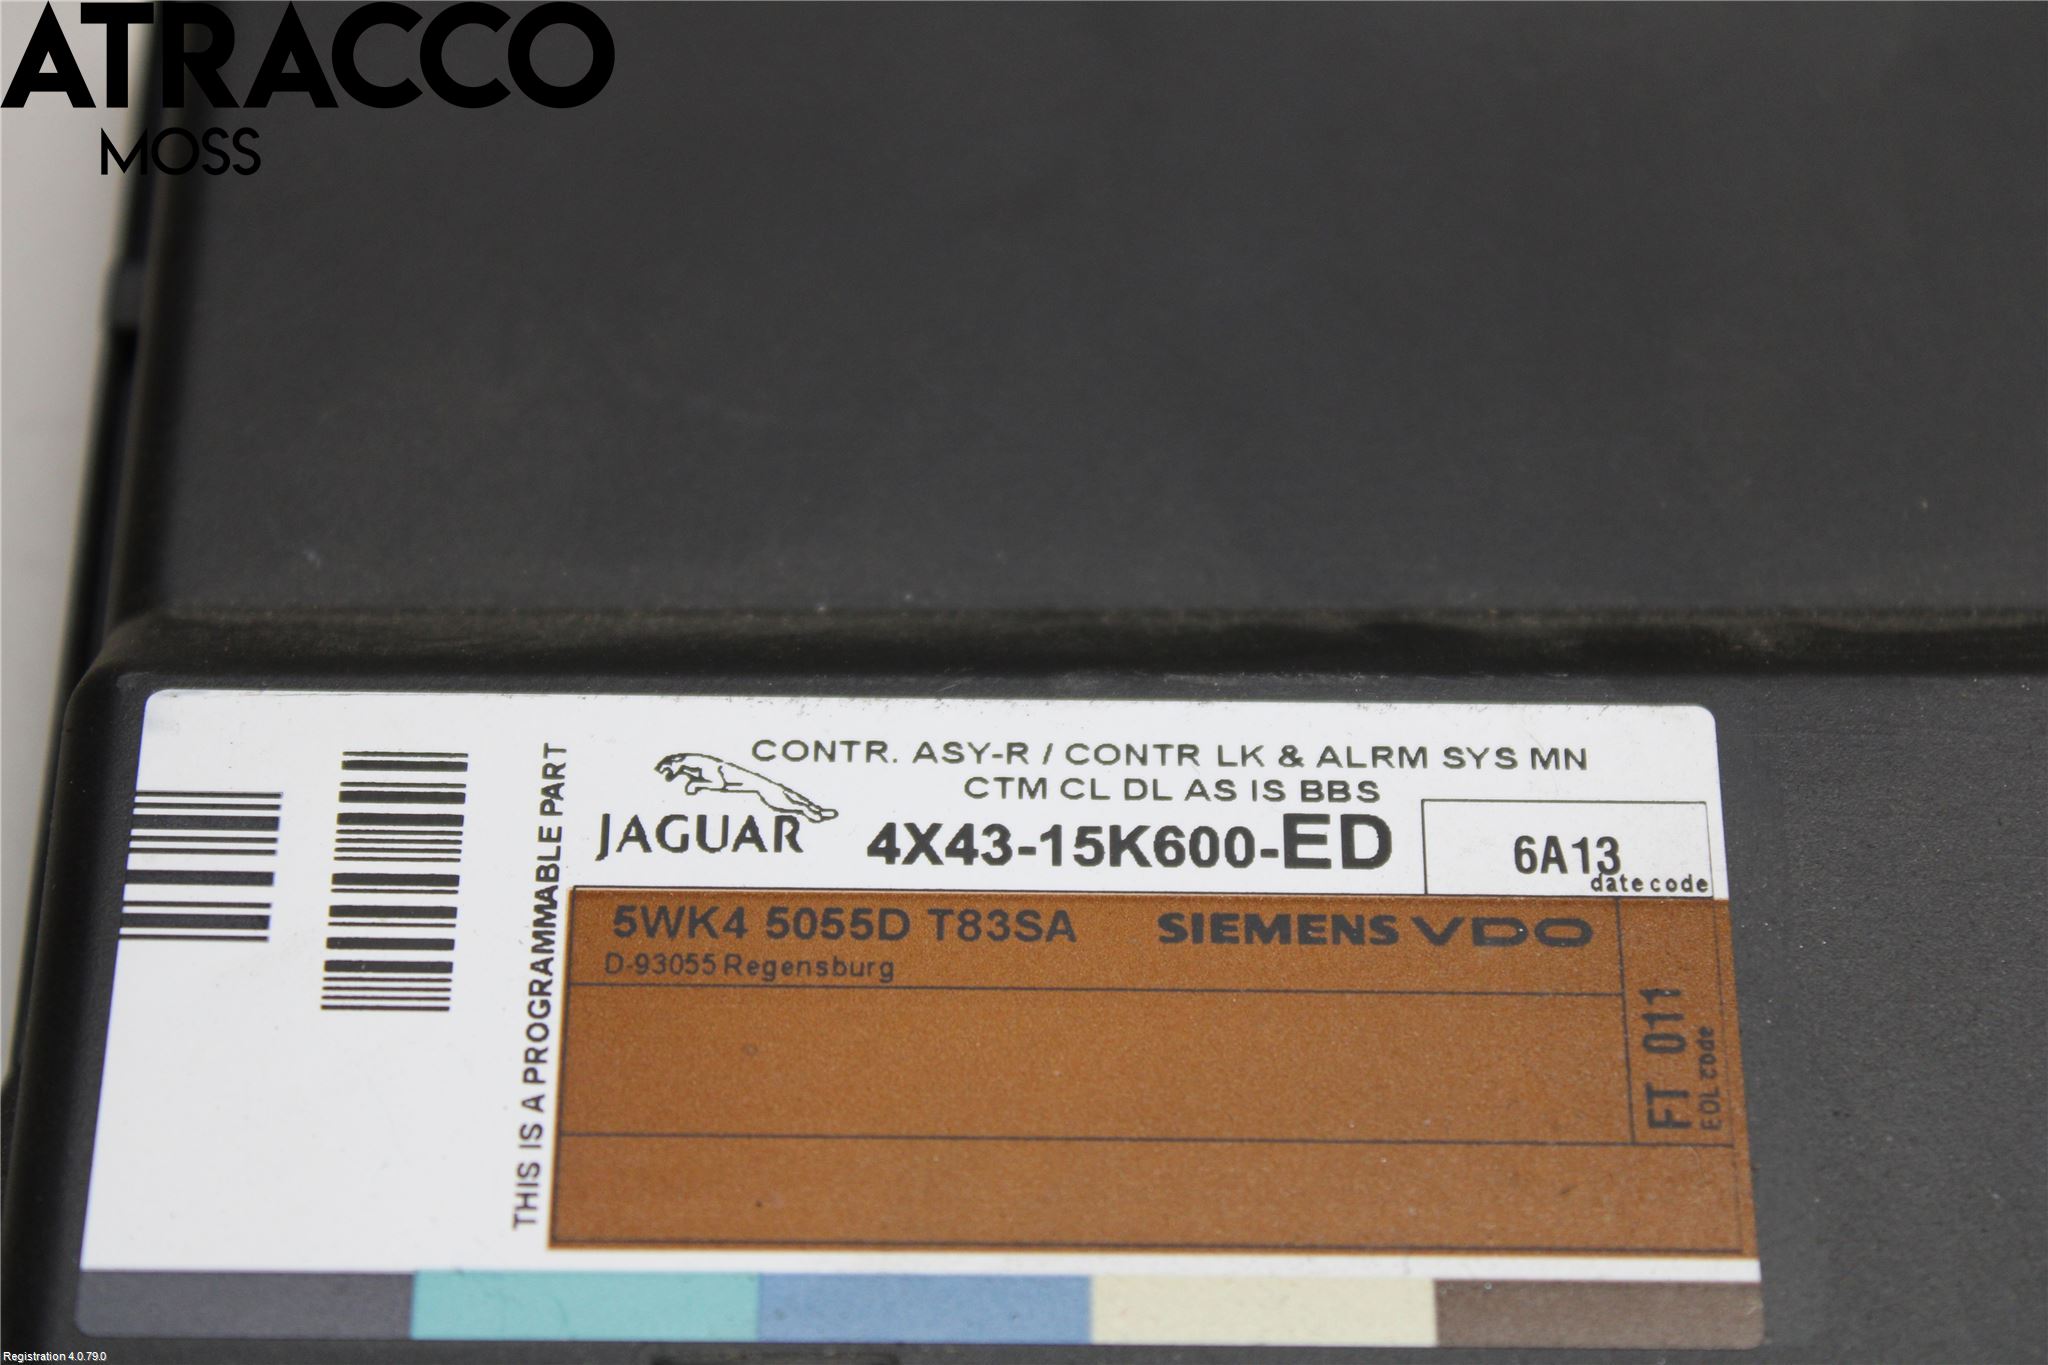 ATRACCO
MOSS
CONTR. ASY-R / CONTR LK & ALRM SYS MN
CTM CL DL AS IS BBS
JAGUAR
4X43-15K600-ED
6A13
date code
THIS IS A PROGRAMMABLE PART
5WK4 5055D T83SA
SIEMENS VDO
D-93055 Regensburg
FT 011
EOL code
Registration 4.0.79.0